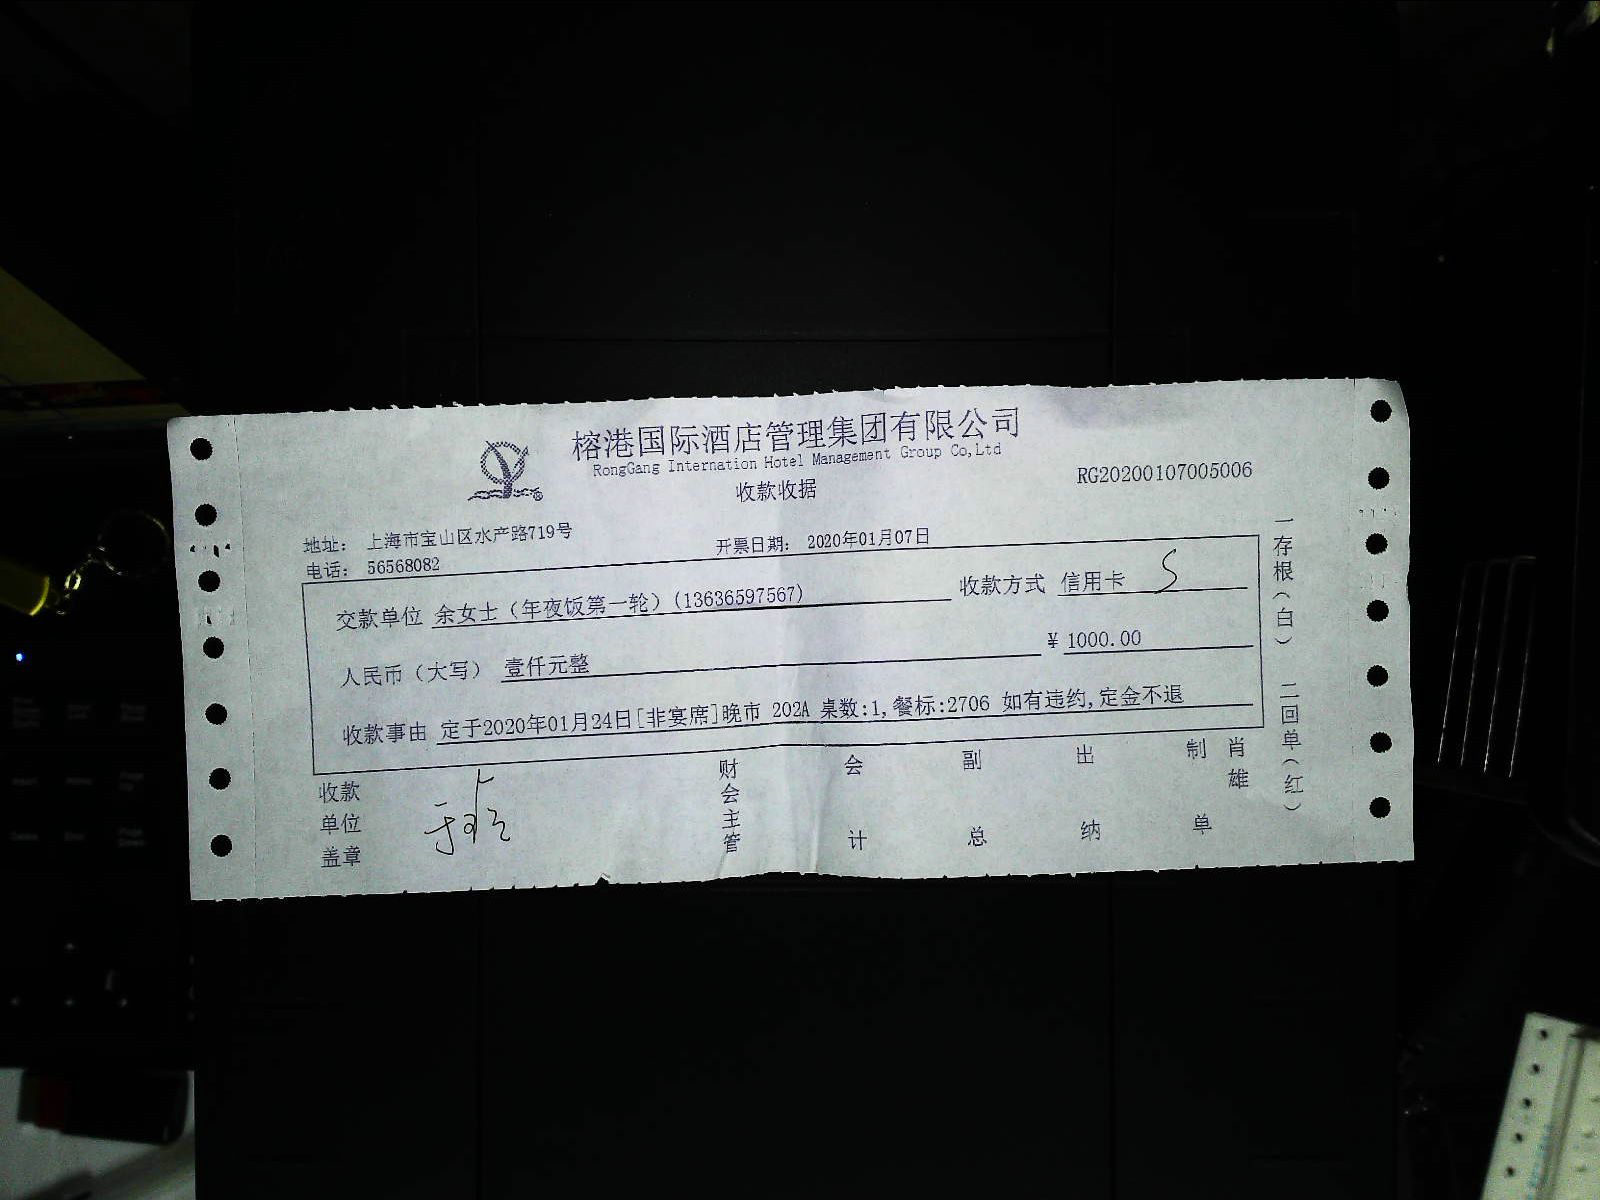 榕港国际酒店管理集团有限公司
RongGang Internation Hotel Management Group Co,Ltd
收款收据
RG20200107005006
地址： 上海市宝山区水产路719号
开票日期： 2020年01月07日
电话： 56568082
交款单位 余女士（年夜饭第一轮）(13636597567)
收款方式 信用卡 S
人民币（大写） 壹仟元整
¥ 1000.00
收款事由 定于2020年01月24日[非宴席]晚市 202A 桌数:1,餐标:2706 如有违约,定金不退
收款单位盖章
财会主管
会计
副总
出纳
制单
肖雄
一存根（白） 二回单（红）